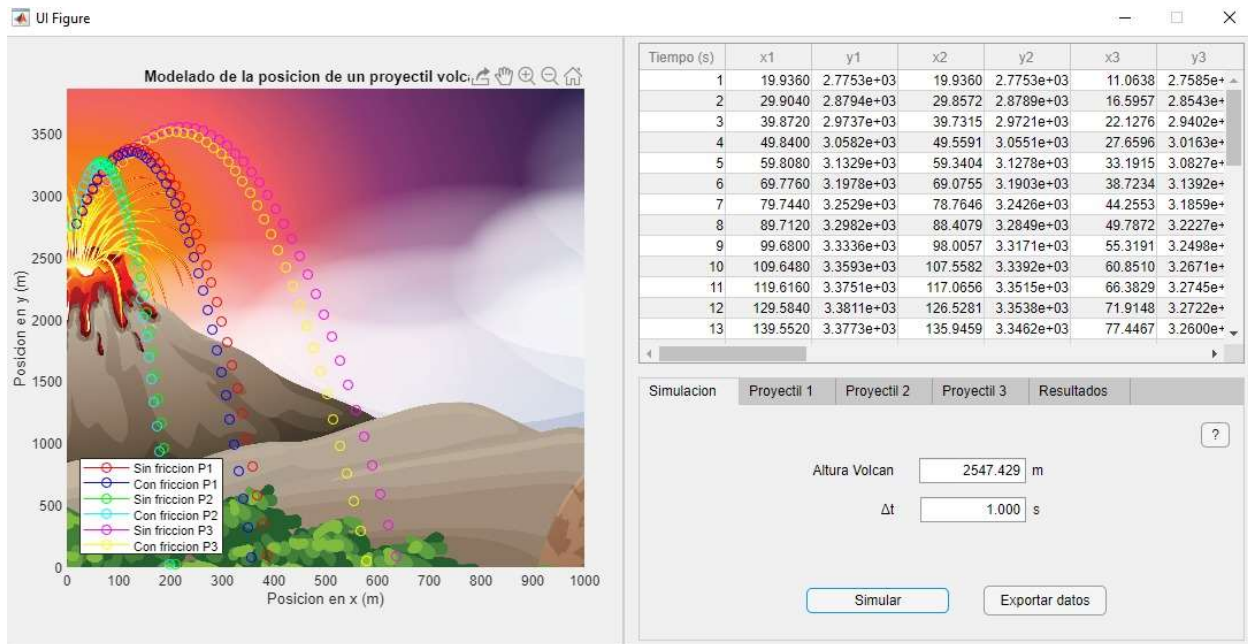 UI Figure
Modelado de la posicion de un proyectil volca
3500
3000
2500
2000
1500
1000
500
0
Posicion en y (m)
Sin friccion P1
Con friccion P1
Sin friccion P2
Con friccion P2
Sin friccion P3
Con friccion P3
0 100 200 300 400 500 600 700 800 900 1000
Posicion en x (m)
Tiempo (s) x1 y1 x2 y2 x3 y3
1 19.9360 2.7753e+03 19.9360 2.7753e+03 11.0638 2.7585e+
2 29.9040 2.8794e+03 29.8572 2.8789e+03 16.5957 2.8543e+
3 39.8720 2.9737e+03 39.7315 2.9721e+03 22.1276 2.9402e+
4 49.8400 3.0582e+03 49.5591 3.0551e+03 27.6596 3.0163e+
5 59.8080 3.1329e+03 59.3404 3.1278e+03 33.1915 3.0827e+
6 69.7760 3.1978e+03 69.0755 3.1903e+03 38.7234 3.1392e+
7 79.7440 3.2529e+03 78.7646 3.2426e+03 44.2553 3.1859e+
8 89.7120 3.2982e+03 88.4079 3.2849e+03 49.7872 3.2227e+
9 99.6800 3.3336e+03 98.0057 3.3171e+03 55.3191 3.2498e+
10 109.6480 3.3593e+03 107.5582 3.3392e+03 60.8510 3.2671e+
11 119.6160 3.3751e+03 117.0656 3.3515e+03 66.3829 3.2745e+
12 129.5840 3.3811e+03 126.5281 3.3538e+03 71.9148 3.2722e+
13 139.5520 3.3773e+03 135.9459 3.3462e+03 77.4467 3.2600e+
Simulacion Proyectil 1 Proyectil 2 Proyectil 3 Resultados
?
Altura Volcan 2547.429 m
Δt 1.000 s
Simular Exportar datos